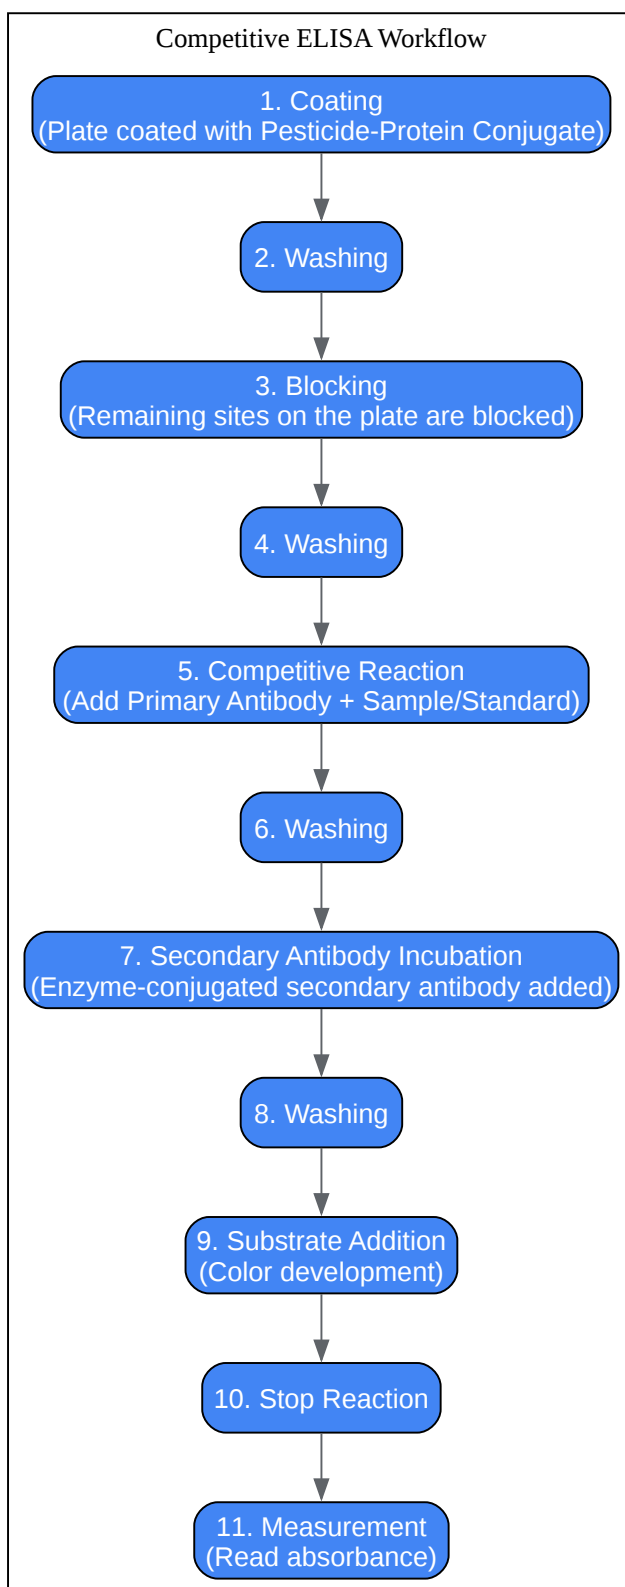 Competitive ELISA Workflow
1. Coating
(Plate coated with Pesticide-Protein Conjugate)
2. Washing
3. Blocking
(Remaining sites on the plate are blocked)
4. Washing
5. Competitive Reaction
(Add Primary Antibody + Sample/Standard)
6. Washing
7. Secondary Antibody Incubation
(Enzyme-conjugated secondary antibody added)
8. Washing
9. Substrate Addition
(Color development)
10. Stop Reaction
11. Measurement
(Read absorbance)